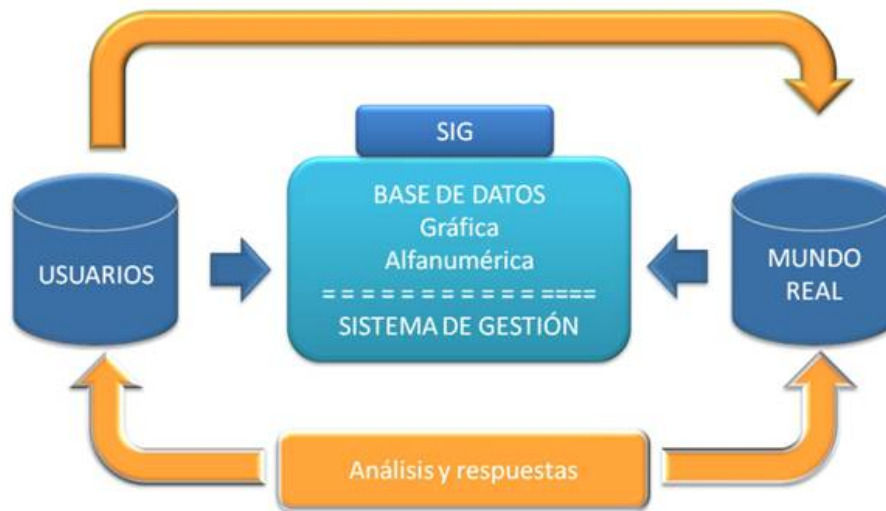 SIG
BASE DE DATOS
Gráfica
Alfanumérica
= = = = = = = = = = = ====
SISTEMA DE GESTIÓN
USUARIOS
MUNDO
REAL
Análisis y respuestas